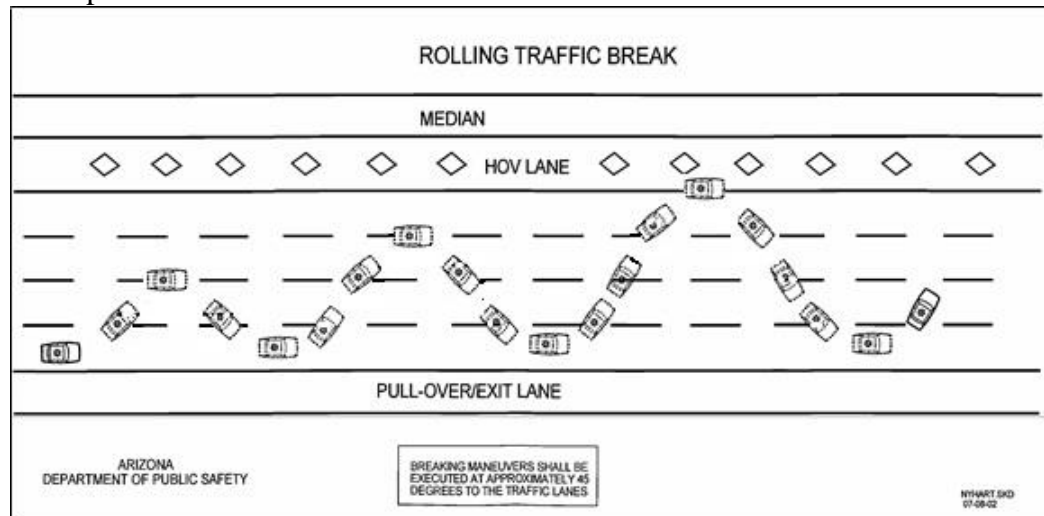 ROLLING TRAFFIC BREAK
MEDIAN
HOV LANE
PULL-OVER/EXIT LANE
ARIZONA
DEPARTMENT OF PUBLIC SAFETY
BREAKING MANEUVERS SHALL BE
EXECUTED AT APPROXIMATELY 45
DEGREES TO THE TRAFFIC LANES
NYHART.SKD
07-08-02